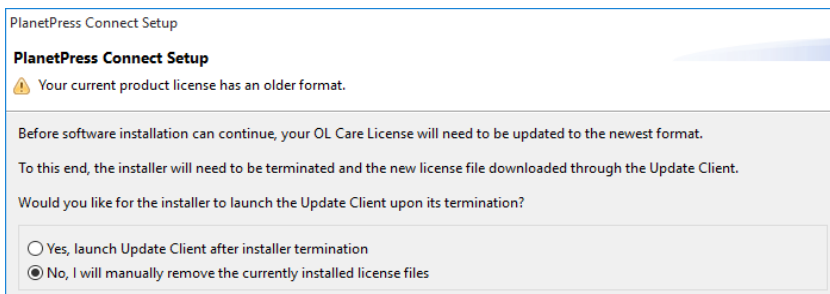 PlanetPress Connect Setup
PlanetPress Connect Setup
Your current product license has an older format.
Before software installation can continue, your OL Care License will need to be updated to the newest format.
To this end, the installer will need to be terminated and the new license file downloaded through the Update Client.
Would you like for the installer to launch the Update Client upon its termination?
Yes, launch Update Client after installer termination
No, I will manually remove the currently installed license files